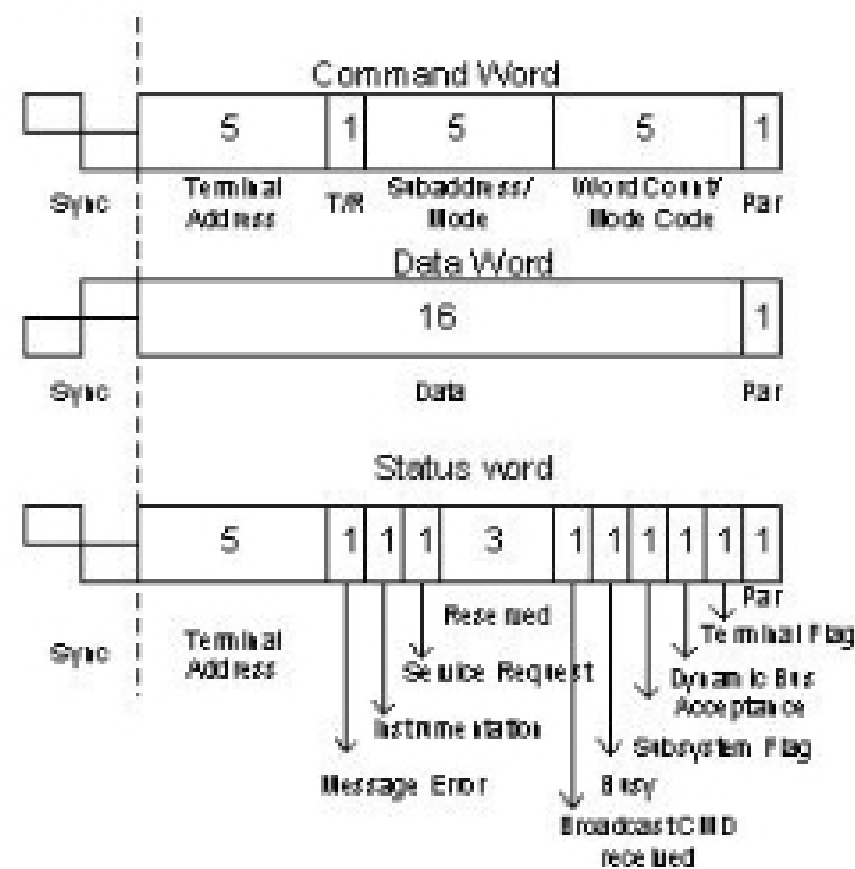 Command Word
5 1 5 5 1
Sync Terminal Address T/R Subaddress/ Mode Word Count/ Mode Code Par
Data Word
16 1
Sync Data Par
Status word
5 1 1 1 3 1 1 1 1 1 1
Sync
Terminal
Address
Reserved
Par
Terminal Flag
Service Request
Dynamic Bus
Acceptance
Instrumentation
Subsystem Flag
Message Error
Busy
Broadcast CMD
received